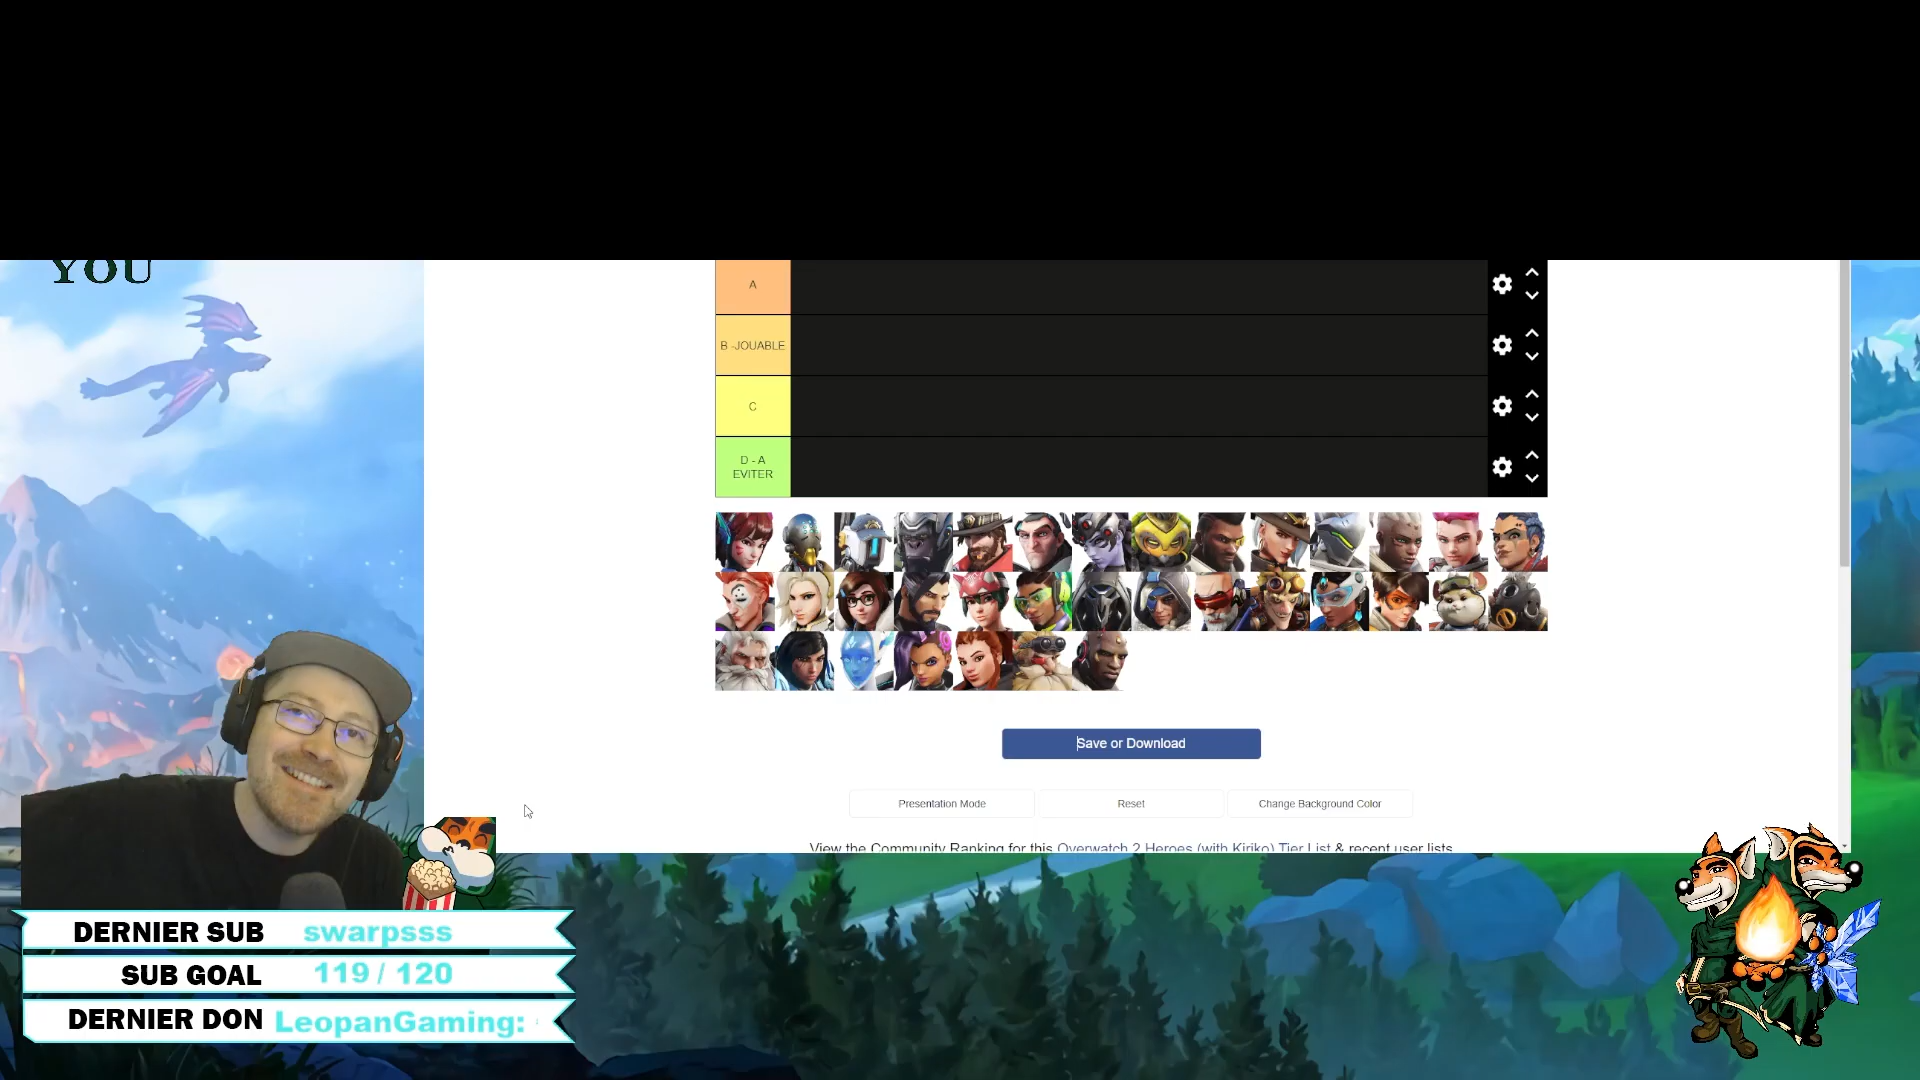 YOU
A
B -JOUABLE
C
D - A
EVITER
Save or Download
Presentation Mode
Reset
Change Background Color
View the Community Ranking for this Overwatch 2 Heroes (with Kiriko) Tier List & recent user lists
DERNIER SUB swarpsss
SUB GOAL 119 / 120
DERNIER DON LeopanGaming: